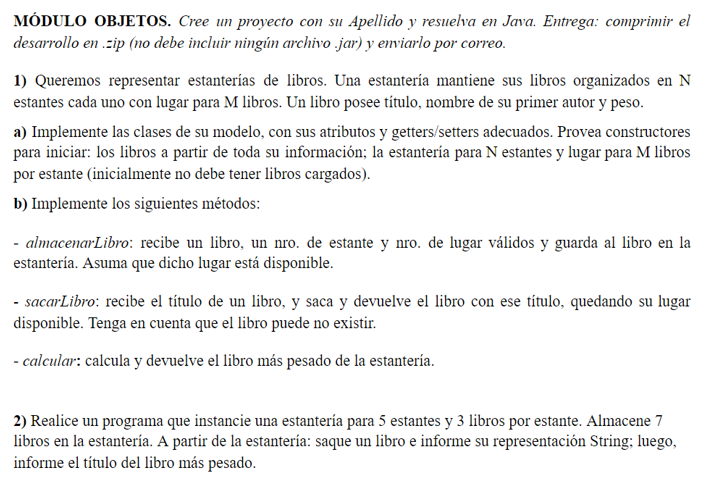 MÓDULO OBJETOS. Cree un proyecto con su Apellido y resuelva en Java. Entrega: comprimir el
desarrollo en .zip (no debe incluir ningún archivo .jar) y enviarlo por correo.
1) Queremos representar estanterías de libros. Una estantería mantiene sus libros organizados en N
estantes cada uno con lugar para M libros. Un libro posee título, nombre de su primer autor y peso.
a) Implemente las clases de su modelo, con sus atributos y getters/setters adecuados. Provea constructores
para iniciar: los libros a partir de toda su información; la estantería para N estantes y lugar para M libros
por estante (inicialmente no debe tener libros cargados).
b) Implemente los siguientes métodos:
- almacenarLibro: recibe un libro, un nro. de estante y nro. de lugar válidos y guarda al libro en la
estantería. Asuma que dicho lugar está disponible.
- sacarLibro: recibe el título de un libro, y saca y devuelve el libro con ese título, quedando su lugar
disponible. Tenga en cuenta que el libro puede no existir.
- calcular: calcula y devuelve el libro más pesado de la estantería.
2) Realice un programa que instancie una estantería para 5 estantes y 3 libros por estante. Almacene 7
libros en la estantería. A partir de la estantería: saque un libro e informe su representación String; luego,
informe el título del libro más pesado.